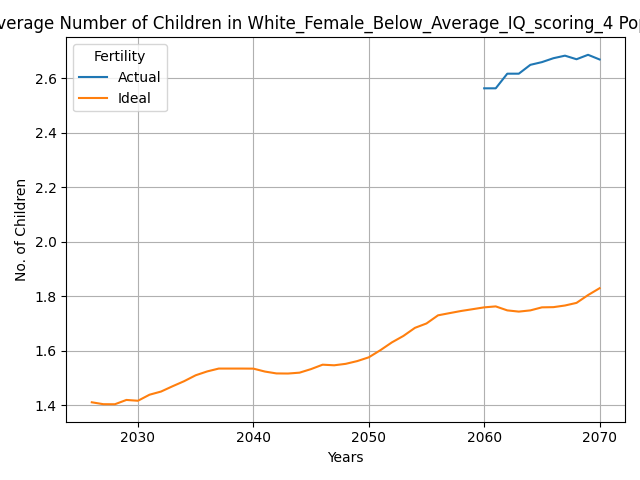 verage Number of Children in White_Female_Below_Average_IQ_scoring_4 Pop
Fertility
Actual
Ideal
2.6
2.4
2.2
2.0
1.8
1.6
1.4
No. of Children
2030 2040 2050 2060 2070
Years